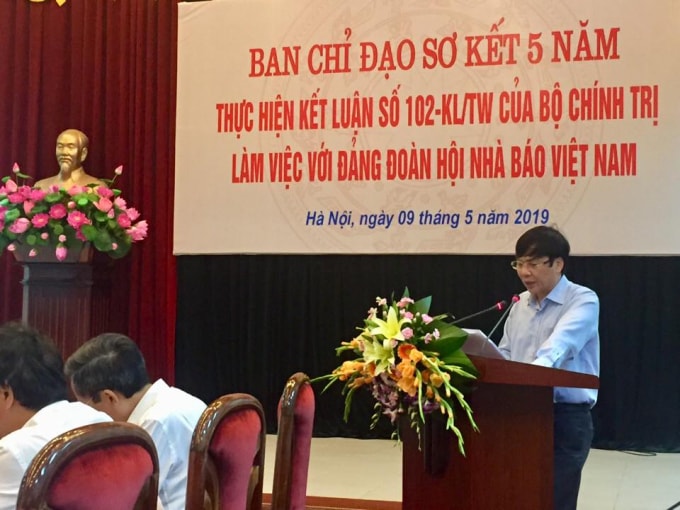 BAN CHỈ ĐẠO SƠ KẾT 5 NĂM
THỰC HIỆN KẾT LUẬN SỐ 102-KL/TW CỦA BỘ CHÍNH TRỊ
LÀM VIỆC VỚI ĐẢNG ĐOÀN HỘI NHÀ BÁO VIỆT NAM
Hà Nội, ngày 09 tháng 5 năm 2019